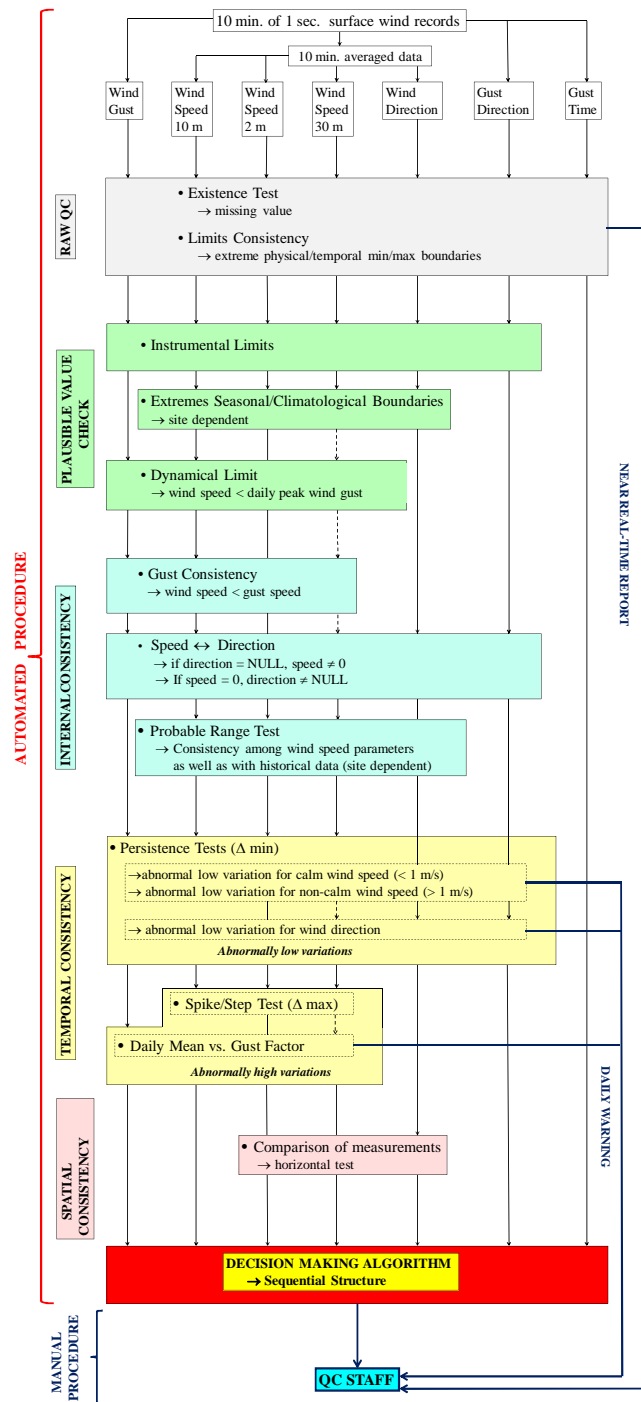 10 min. of 1 sec. surface wind records
10 min. averaged data
Wind
Gust
Wind
Speed
10 m
Wind
Speed
2 m
Wind
Speed
30 m
Wind
Direction
Gust
Direction
Gust
Time
AUTOMATED PROCEDURE
RAW QC
• Existence Test
→ missing value
• Limits Consistency
→ extreme physical/temporal min/max boundaries
PLAUSIBLE VALUE
CHECK
• Instrumental Limits
• Extremes Seasonal/Climatological Boundaries
→ site dependent
• Dynamical Limit
→ wind speed < daily peak wind gust
NEAR REAL-TIME REPORT
INTERNAL CONSISTENCY
• Gust Consistency
→ wind speed < gust speed
• Speed ↔ Direction
→ if direction = NULL, speed ≠ 0
→ If speed = 0, direction ≠ NULL
• Probable Range Test
→ Consistency among wind speed parameters
as well as with historical data (site dependent)
TEMPORAL CONSISTENCY
• Persistence Tests (Δ min)
→abnormal low variation for calm wind speed (< 1 m/s)
→ abnormal low variation for non-calm wind speed (> 1 m/s)
→ abnormal low variation for wind direction
Abnormally low variations
• Spike/Step Test (Δ max)
• Daily Mean vs. Gust Factor
Abnormally high variations
DAILY WARNING
SPATIAL
CONSISTENCY
• Comparison of measurements
→ horizontal test
DECISION MAKING ALGORITHM
→ Sequential Structure
MANUAL
PROCEDURE
QC STAFF